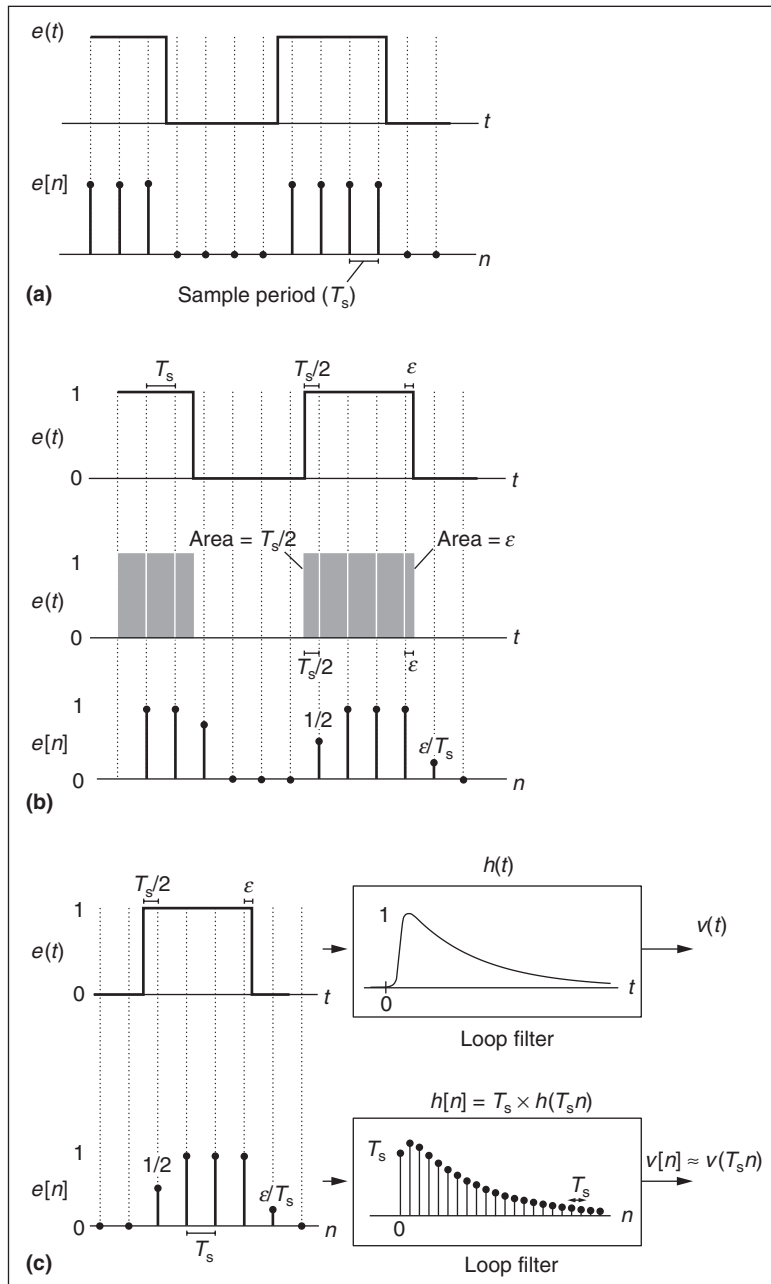 e(t)
t
e[n]
n
Sample period (Tₛ)
(a)
Tₛ Tₛ/2 ε
1
e(t)
0
t
Area = Tₛ/2 Area = ε
1
e(t)
0
t
Tₛ/2 ε
1
1/2
e[n]
ε/Tₛ
0
n
(b)
h(t)
Tₛ/2 ε
1
e(t)
0
t
1
t
0
v(t)
Loop filter
h[n] = Tₛ × h(Tₛn)
1
1/2
e[n]
ε/Tₛ
0
n
Tₛ
Tₛ
Tₛ
0
n
v[n] ≈ v(Tₛn)
(c)
Loop filter